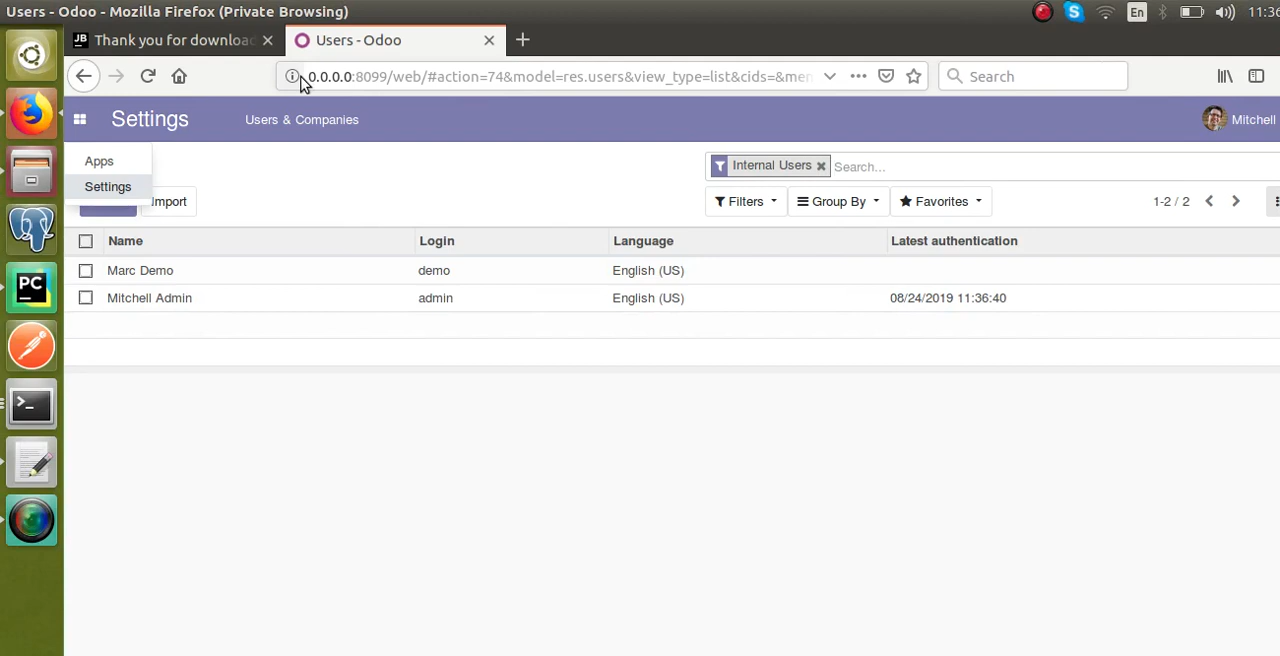 Users - Odoo - Mozilla Firefox (Private Browsing)
En
11:36
JB
Thank you for downloa
Users - Odoo
0.0.0.0:8099/web/#action=74&model=res.users&view_type=list&cids=&men
Search
Settings
Users & Companies
Mitchell
Apps
Settings
Internal Users
Search...
Import
Filters
Group By
Favorites
1-2 / 2
Name
Login
Language
Latest authentication
Marc Demo
demo
English (US)
Mitchell Admin
admin
English (US)
08/24/2019 11:36:40
PC